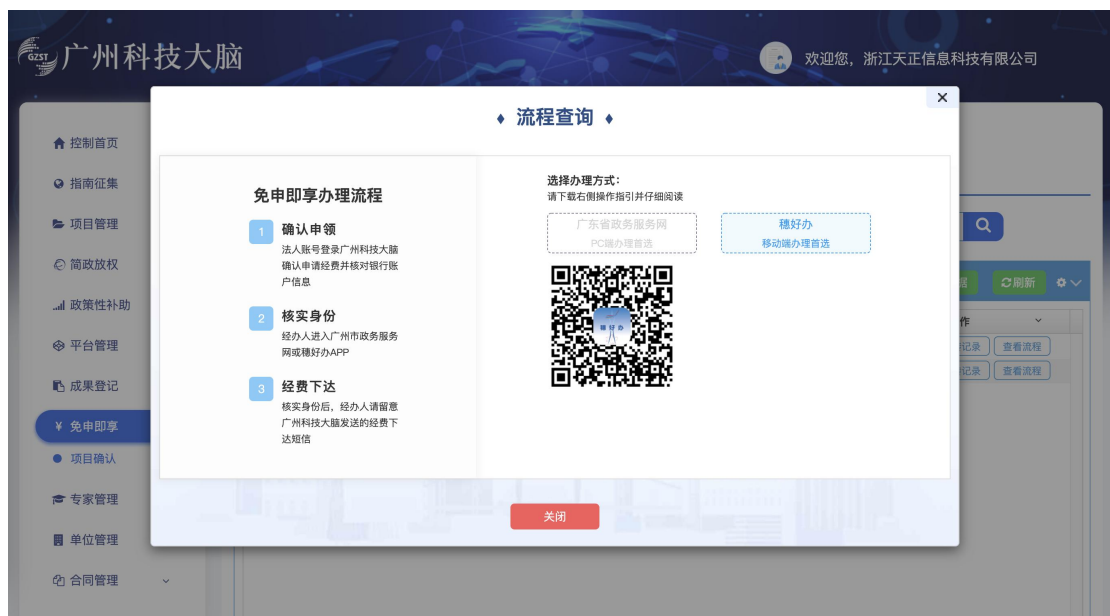 GZST
广州科技大脑
欢迎您，浙江天正信息科技有限公司
流程查询
控制首页
指南征集
项目管理
简政放权
政策性补助
平台管理
成果登记
免申即享
项目确认
专家管理
单位管理
合同管理
免申即享办理流程
1 确认申领
法人账号登录广州科技大脑
确认申请经费并核对银行账
户信息
2 核实身份
经办人进入广州市政务服务
网或穗好办APP
3 经费下达
核实身份后，经办人请留意
广州科技大脑发送的经费下
达短信
选择办理方式：
请下载右侧操作指引并仔细阅读
广东省政务服务网
PC端办理首选
穗好办
移动端办理首选
穗好办
关闭
刷新
作
记录 查看流程
记录 查看流程